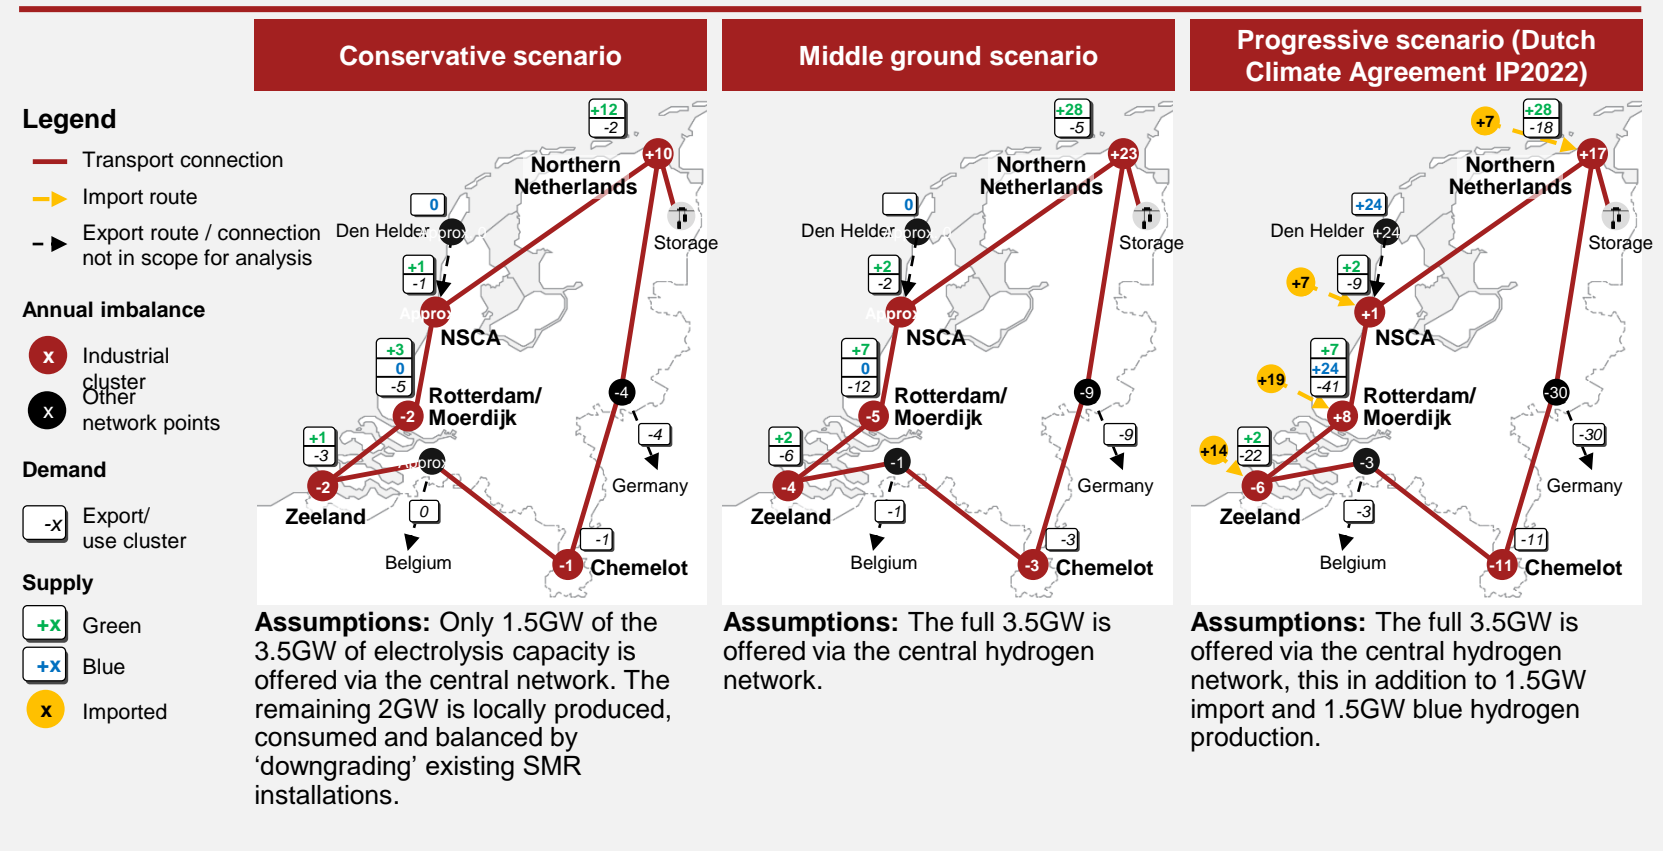 Conservative scenario
Middle ground scenario
Progressive scenario (Dutch
Climate Agreement IP2022)
Legend
Transport connection
Import route
Export route / connection
not in scope for analysis
Annual imbalance
x
Industrial
cluster
x
Other
network points
Demand
-x
Export/
use cluster
Supply
+x
Green
+x
Blue
x
Imported
+12
-2
+10
Northern
Netherlands
0
Den Helder
Approx.
Storage
+1
-1
Approx.
NSCA
+3
0
-5
-2
Rotterdam/
Moerdijk
-4
-4
Germany
+1
-3
-2
Zeeland
Approx.
0
Belgium
-1
-1
Chemelot
Assumptions: Only 1.5GW of the
3.5GW of electrolysis capacity is
offered via the central network. The
remaining 2GW is locally produced,
consumed and balanced by
‘downgrading’ existing SMR
installations.
+28
-5
+23
Northern
Netherlands
0
Den Helder
Approx.
Storage
+2
-2
Approx.
NSCA
+7
0
-12
-5
Rotterdam/
Moerdijk
-9
-9
Germany
+2
-6
-4
Zeeland
-1
-1
Belgium
-3
-3
Chemelot
Assumptions: The full 3.5GW is
offered via the central hydrogen
network.
+7
+28
-18
+17
Northern
Netherlands
+24
Den Helder
+24
Storage
+7
+2
-9
+1
NSCA
+19
+7
+24
-41
+8
Rotterdam/
Moerdijk
-30
-30
Germany
+14
+2
-22
-6
Zeeland
-3
-3
Belgium
-11
-11
Chemelot
Assumptions: The full 3.5GW is
offered via the central hydrogen
network, this in addition to 1.5GW
import and 1.5GW blue hydrogen
production.